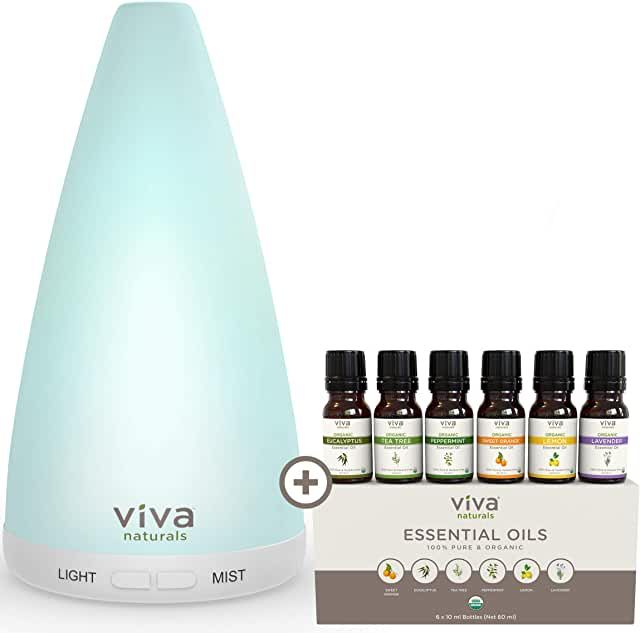 viva
naturals
LIGHT
MIST
viva
naturals
ORGANIC
EUCALYPTUS
Essential Oil
viva
naturals
ORGANIC
TEA TREE
Essential Oil
viva
naturals
ORGANIC
PEPPERMINT
Essential Oil
viva
naturals
ORGANIC
SWEET ORANGE
Essential Oil
viva
naturals
ORGANIC
LEMON
Essential Oil
viva
naturals
ORGANIC
LAVENDER
Essential Oil
+
viva
naturals
ESSENTIAL OILS
100% PURE & ORGANIC
SWEET
ORANGE
EUCALYPTUS
TEA TREE
PEPPERMINT
LEMON
LAVENDER
USDA
ORGANIC
6 x 10 ml Bottles (Net 60 ml)